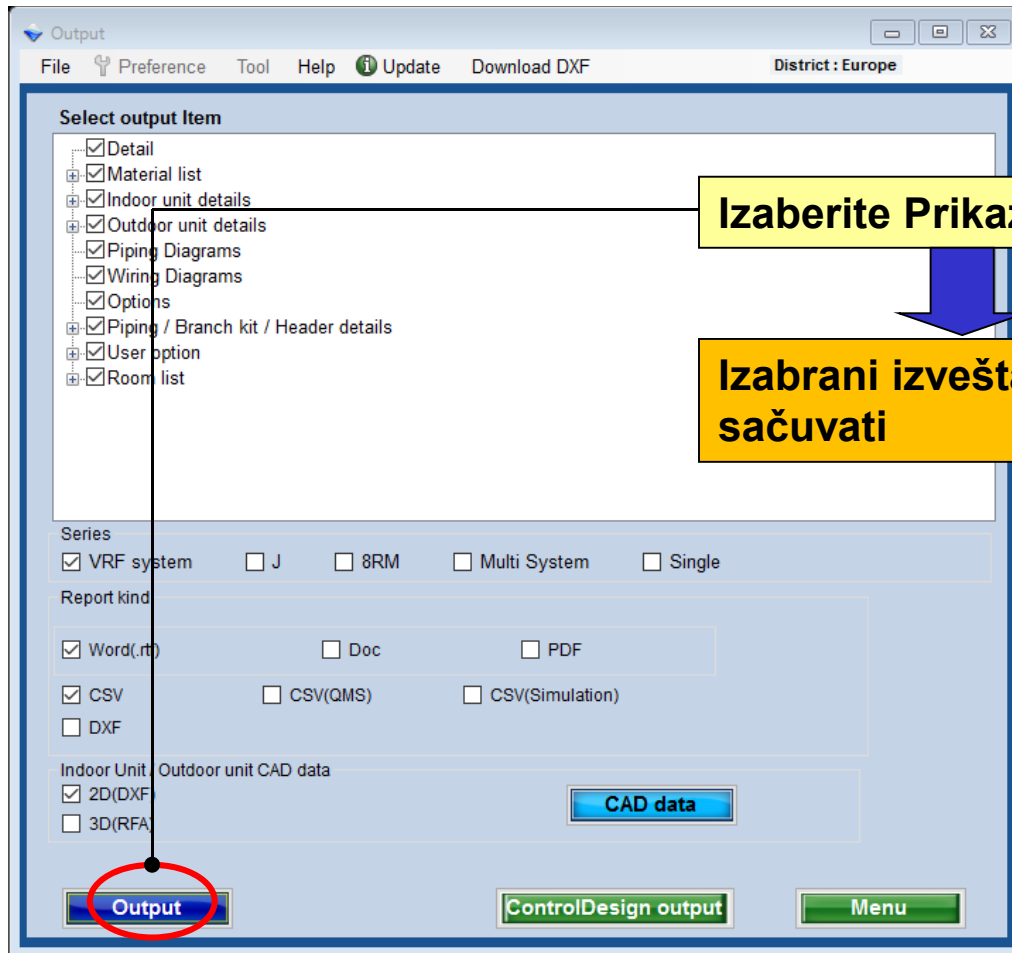 Output
File Preference Tool Help Update Download DXF District : Europe
Select output Item
Detail
Material list
Indoor unit details
Outdoor unit details
Piping Diagrams
Wiring Diagrams
Options
Piping / Branch kit / Header details
User option
Room list
Izaberite
Izabrani
sačuvati
Series
VRF system J 8RM Multi System Single
Report kind
Word(.rtf) Doc PDF
CSV CSV(QMS) CSV(Simulation)
DXF
Indoor Unit / Outdoor unit CAD data
2D(DXF)
3D(RFA)
CAD data
Output ControlDesign output Menu